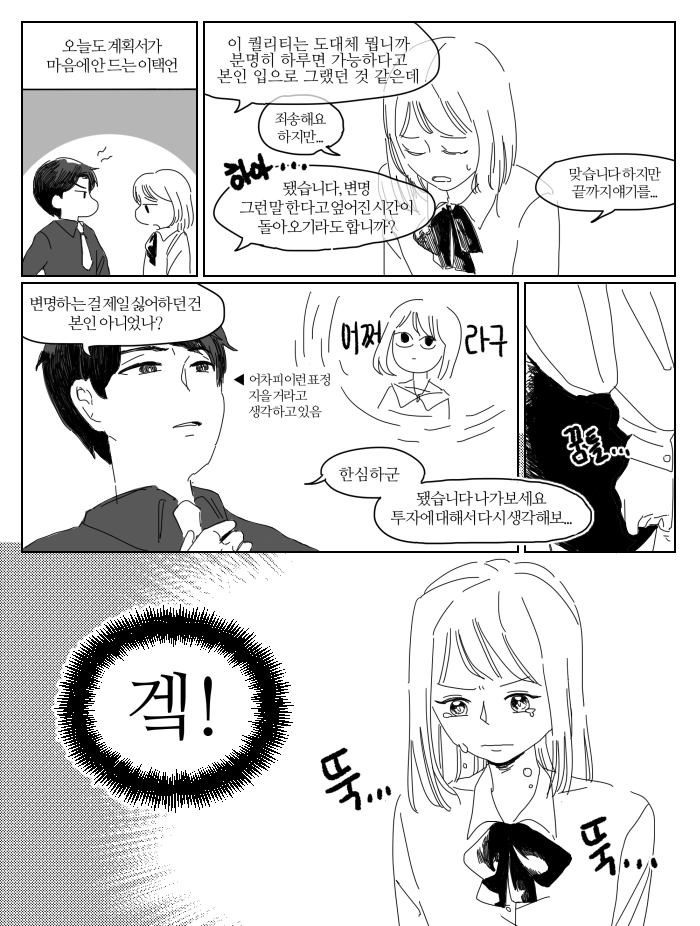 오늘도 계획서가
마음에 안 드는 이택언
이 퀄리티는 도대체 뭡니까
분명히 하루면 가능하다고
본인 입으로 그랬던 것 같은데
죄송해요
하지만...
하아....
맞습니다 하지만
끝까지 얘기를...
됐습니다, 변명
그런 말 한다고 엎어진 시간이
돌아오기라도 합니까?
변명하는 걸 제일 싫어하던 건
본인 아니었나?
어쩌
라구
◀ 어차피 이런 표정
지을 거라고
생각하고 있음
한심하군
됐습니다 나가보세요
투자에 대해서 다시 생각해보...
꿍돌...
겤!
뚝...
뚝...